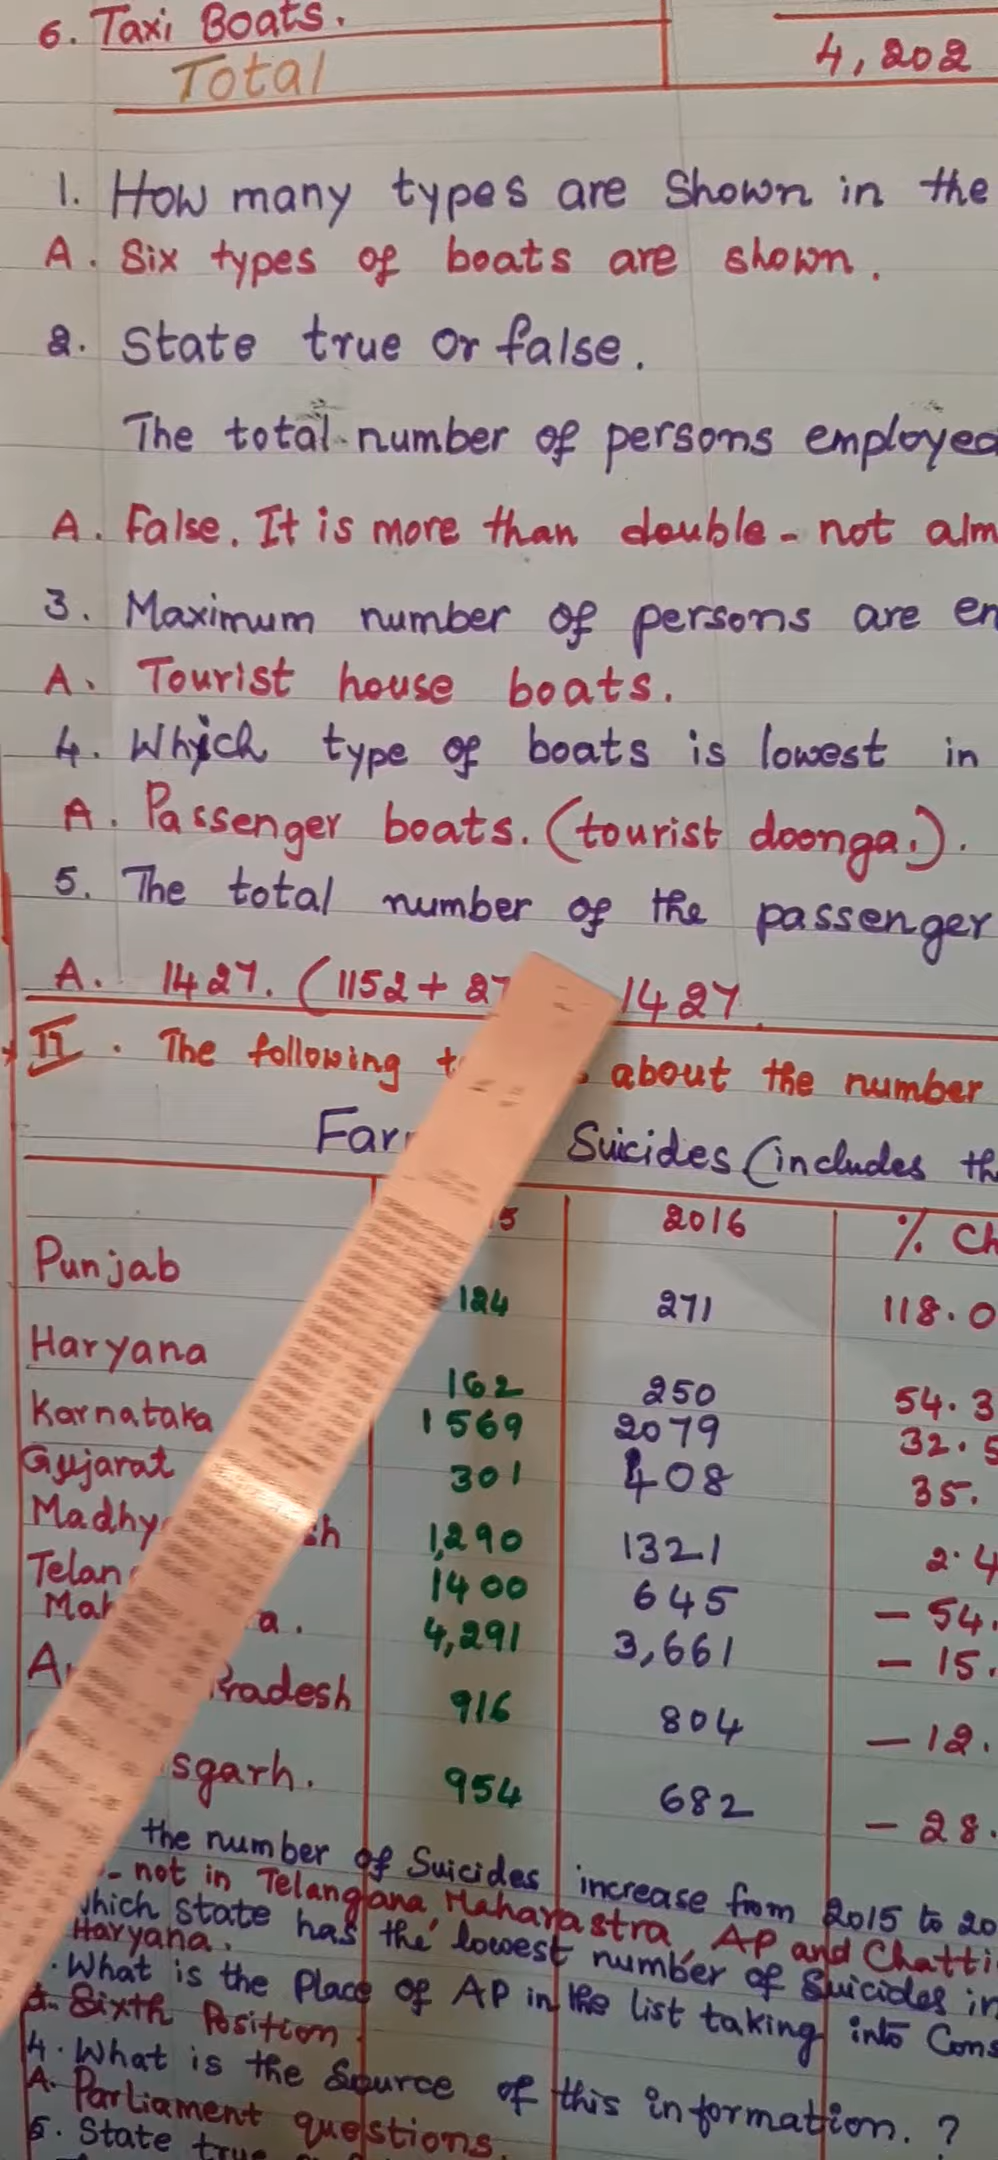 6. Taxi Boats.
Total 4,202
1. How many types are Shown in the
A. Six types of boats are shown.
2. State true or false.
The total number of persons employed
A. False. It is more than double - not alm
3. Maximum number of persons are en
A. Tourist house boats.
4. Which type of boats is lowest in
A. Passenger boats. (tourist doonga.).
5. The total number of the passenger
A. 1427. (1152 + 27 1427
II. The following t about the number
Far Suicides (includes th
5 2016 % Ch
Punjab 124 271 118.0
Haryana 162 250 54.3
Karnataka 1569 2079 32.5
Gujarat 301 408 35.
Madhy sh 1,290 1321 2.4
Telan 1400 645 - 54.
Mah a. 4,291 3,661 - 15.
A Pradesh 916 804 - 12.
sgarh. 954 682 - 28.
the number of Suicides increase from 2015 to 20
- not in Telangana, Maharastra, AP and Chatti
which state has the lowest number of Suicides in
Haryana.
What is the Place of AP in the list taking into Cons
A. Sixth Position.
4. What is the Source of this information. ?
A. Parliament questions.
5. State true